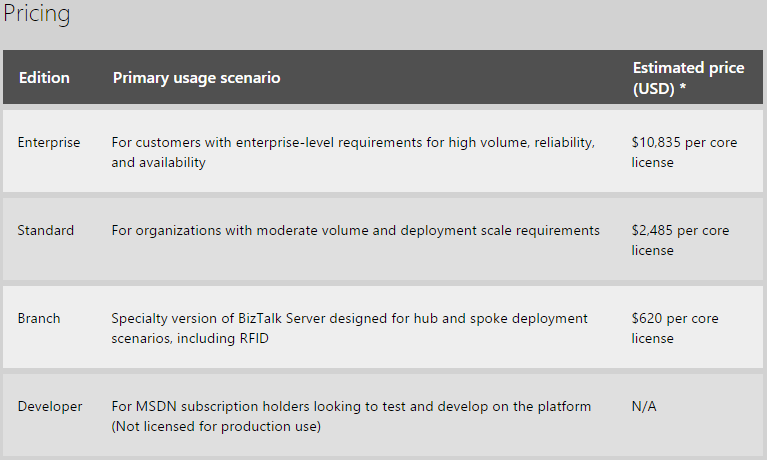 Pricing
Edition
Primary usage scenario
Estimated price
(USD) *
Enterprise
For customers with enterprise-level requirements for high volume, reliability,
and availability
$10,835 per core
license
Standard
For organizations with moderate volume and deployment scale requirements
$2,485 per core
license
Branch
Specialty version of BizTalk Server designed for hub and spoke deployment
scenarios, including RFID
$620 per core
license
Developer
For MSDN subscription holders looking to test and develop on the platform
(Not licensed for production use)
N/A